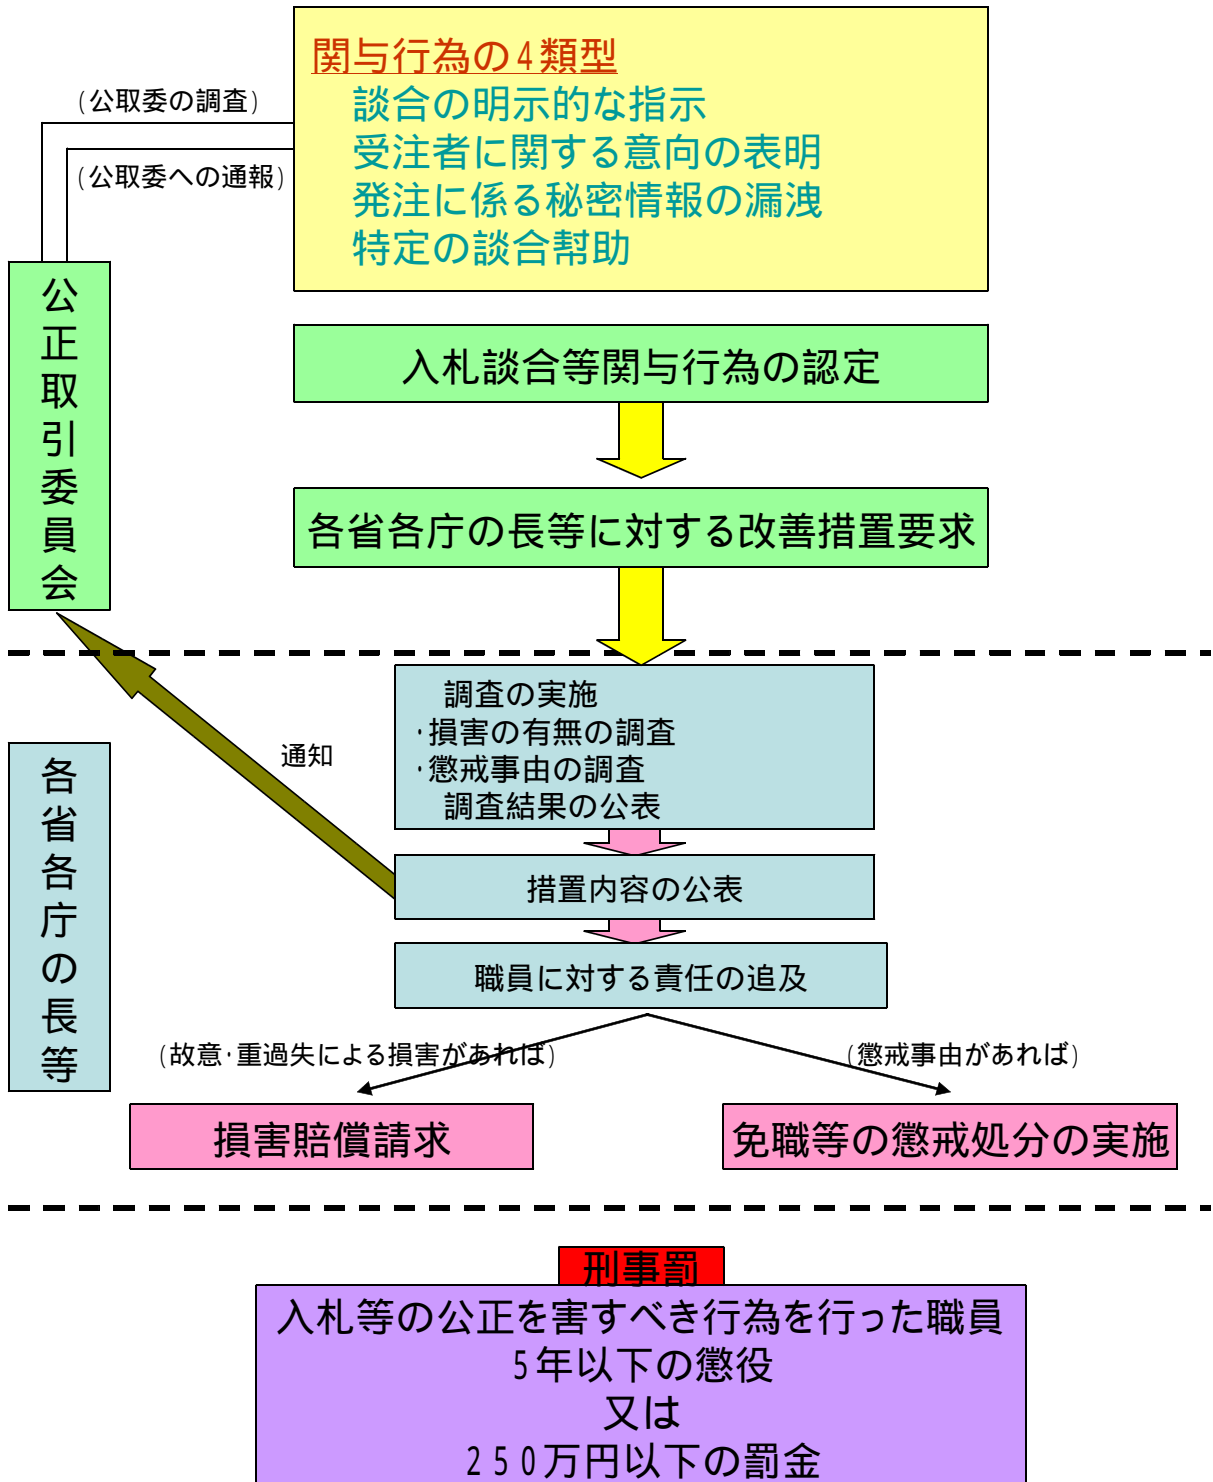 関与行為の4類型
談合の明示的な指示
受注者に関する意向の表明
発注に係る秘密情報の漏洩
特定の談合幇助
(公取委の調査)
(公取委への通報)
公正取引委員会
入札談合等関与行為の認定
各省各庁の長等に対する改善措置要求
調査の実施
・損害の有無の調査
・懲戒事由の調査
調査結果の公表
通知
各省各庁の長等
措置内容の公表
職員に対する責任の追及
(故意・重過失による損害があれば)
(懲戒事由があれば)
損害賠償請求
免職等の懲戒処分の実施
刑事罰
入札等の公正を害すべき行為を行った職員
5年以下の懲役
又は
250万円以下の罰金